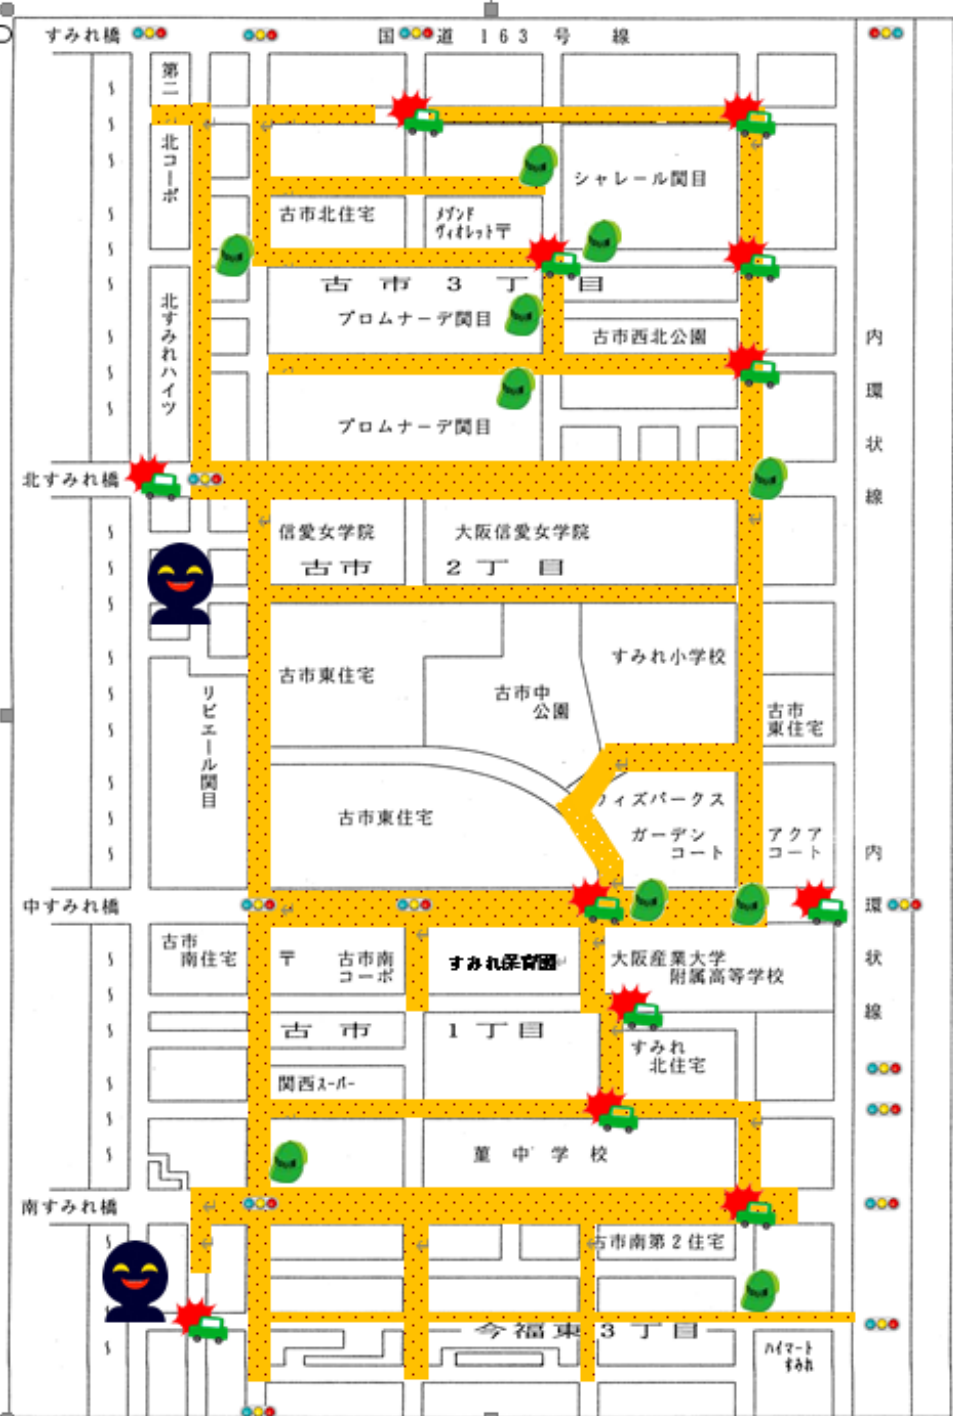 すみれ橋
国道163号線
第二
北コーポ
シャレール関目
古市北住宅
メゾンド
ヴィオレット〒
古市3丁目
プロムナーデ関目
古市西北公園
北すみれハイツ
内環状線
プロムナーデ関目
北すみれ橋
信愛女学院
大阪信愛女学院
古市2丁目
すみれ小学校
古市東住宅
古市中
公園
古市
東住宅
リビエール関目
ウィズパークス
ガーデン
コート
アクア
コート
古市東住宅
内環状線
中すみれ橋
古市
南住宅
〒
古市南
コーポ
すみれ保育園
大阪産業大学
附属高等学校
古市1丁目
すみれ
北住宅
関西スーパー
菫中学校
南すみれ橋
古市南第2住宅
今福東3丁目
ハイマート
すみれ